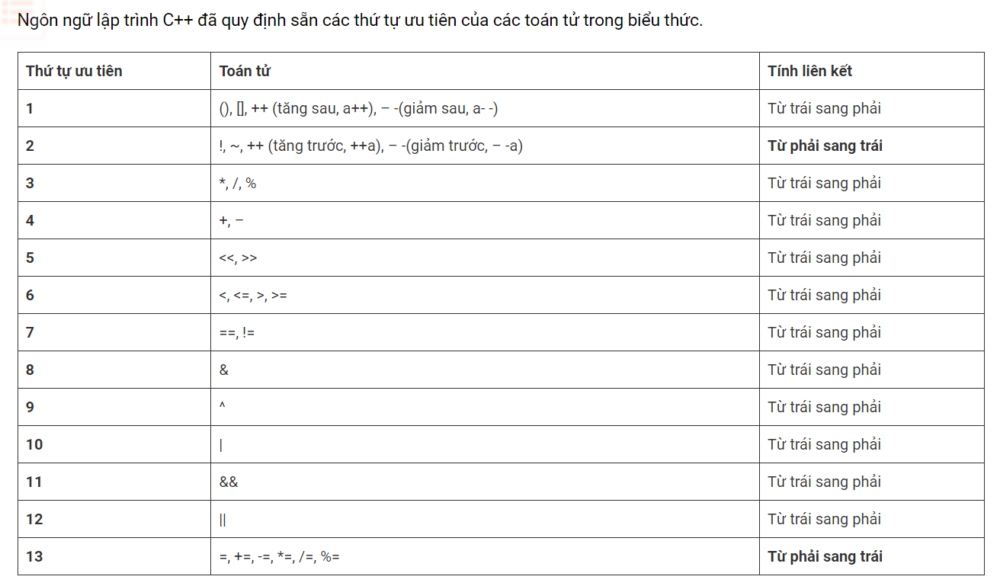 Ngôn ngữ lập trình C++ đã quy định sẵn các thứ tự ưu tiên của các toán tử trong biểu thức.
Thứ tự ưu tiên Toán tử Tính liên kết
1 (), [], ++ (tăng sau, a++), – -(giảm sau, a- -) Từ trái sang phải
2 !, ~, ++ (tăng trước, ++a), – -(giảm trước, – -a) Từ phải sang trái
3 *, /, % Từ trái sang phải
4 +, – Từ trái sang phải
5 <<, >> Từ trái sang phải
6 <, <=, >, >= Từ trái sang phải
7 ==, != Từ trái sang phải
8 & Từ trái sang phải
9 ^ Từ trái sang phải
10 | Từ trái sang phải
11 && Từ trái sang phải
12 || Từ trái sang phải
13 =, +=, -=, *=, /=, %= Từ phải sang trái